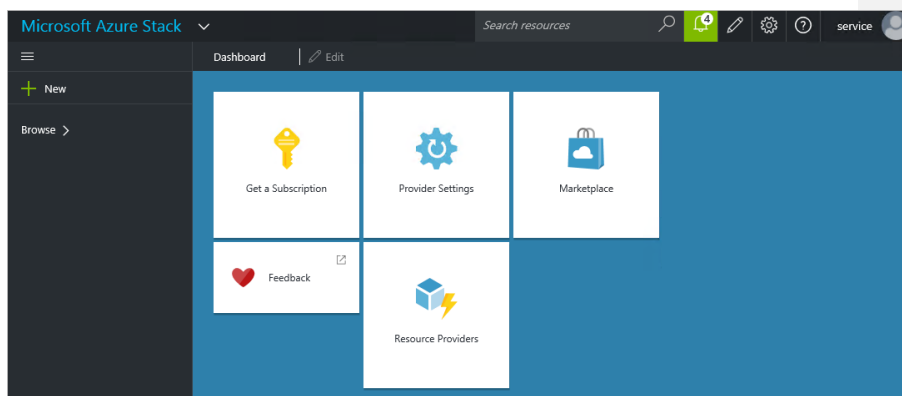 Microsoft Azure Stack
Search resources
4
service
Dashboard
Edit
New
Browse
Get a Subscription
Provider Settings
Marketplace
Feedback
Resource Providers